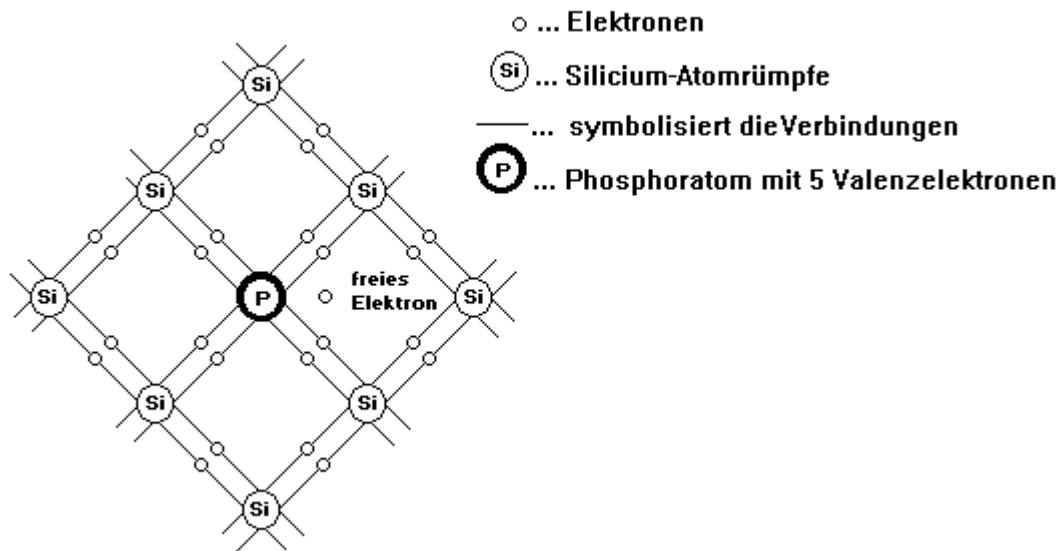 ... Elektronen
Si ... Silicium-Atomrümpfe
... symbolisiert dieVerbindungen
P ... Phosphoratom mit 5 Valenzelektronen
Si
Si Si
Si P freies Elektron Si
Si Si
Si